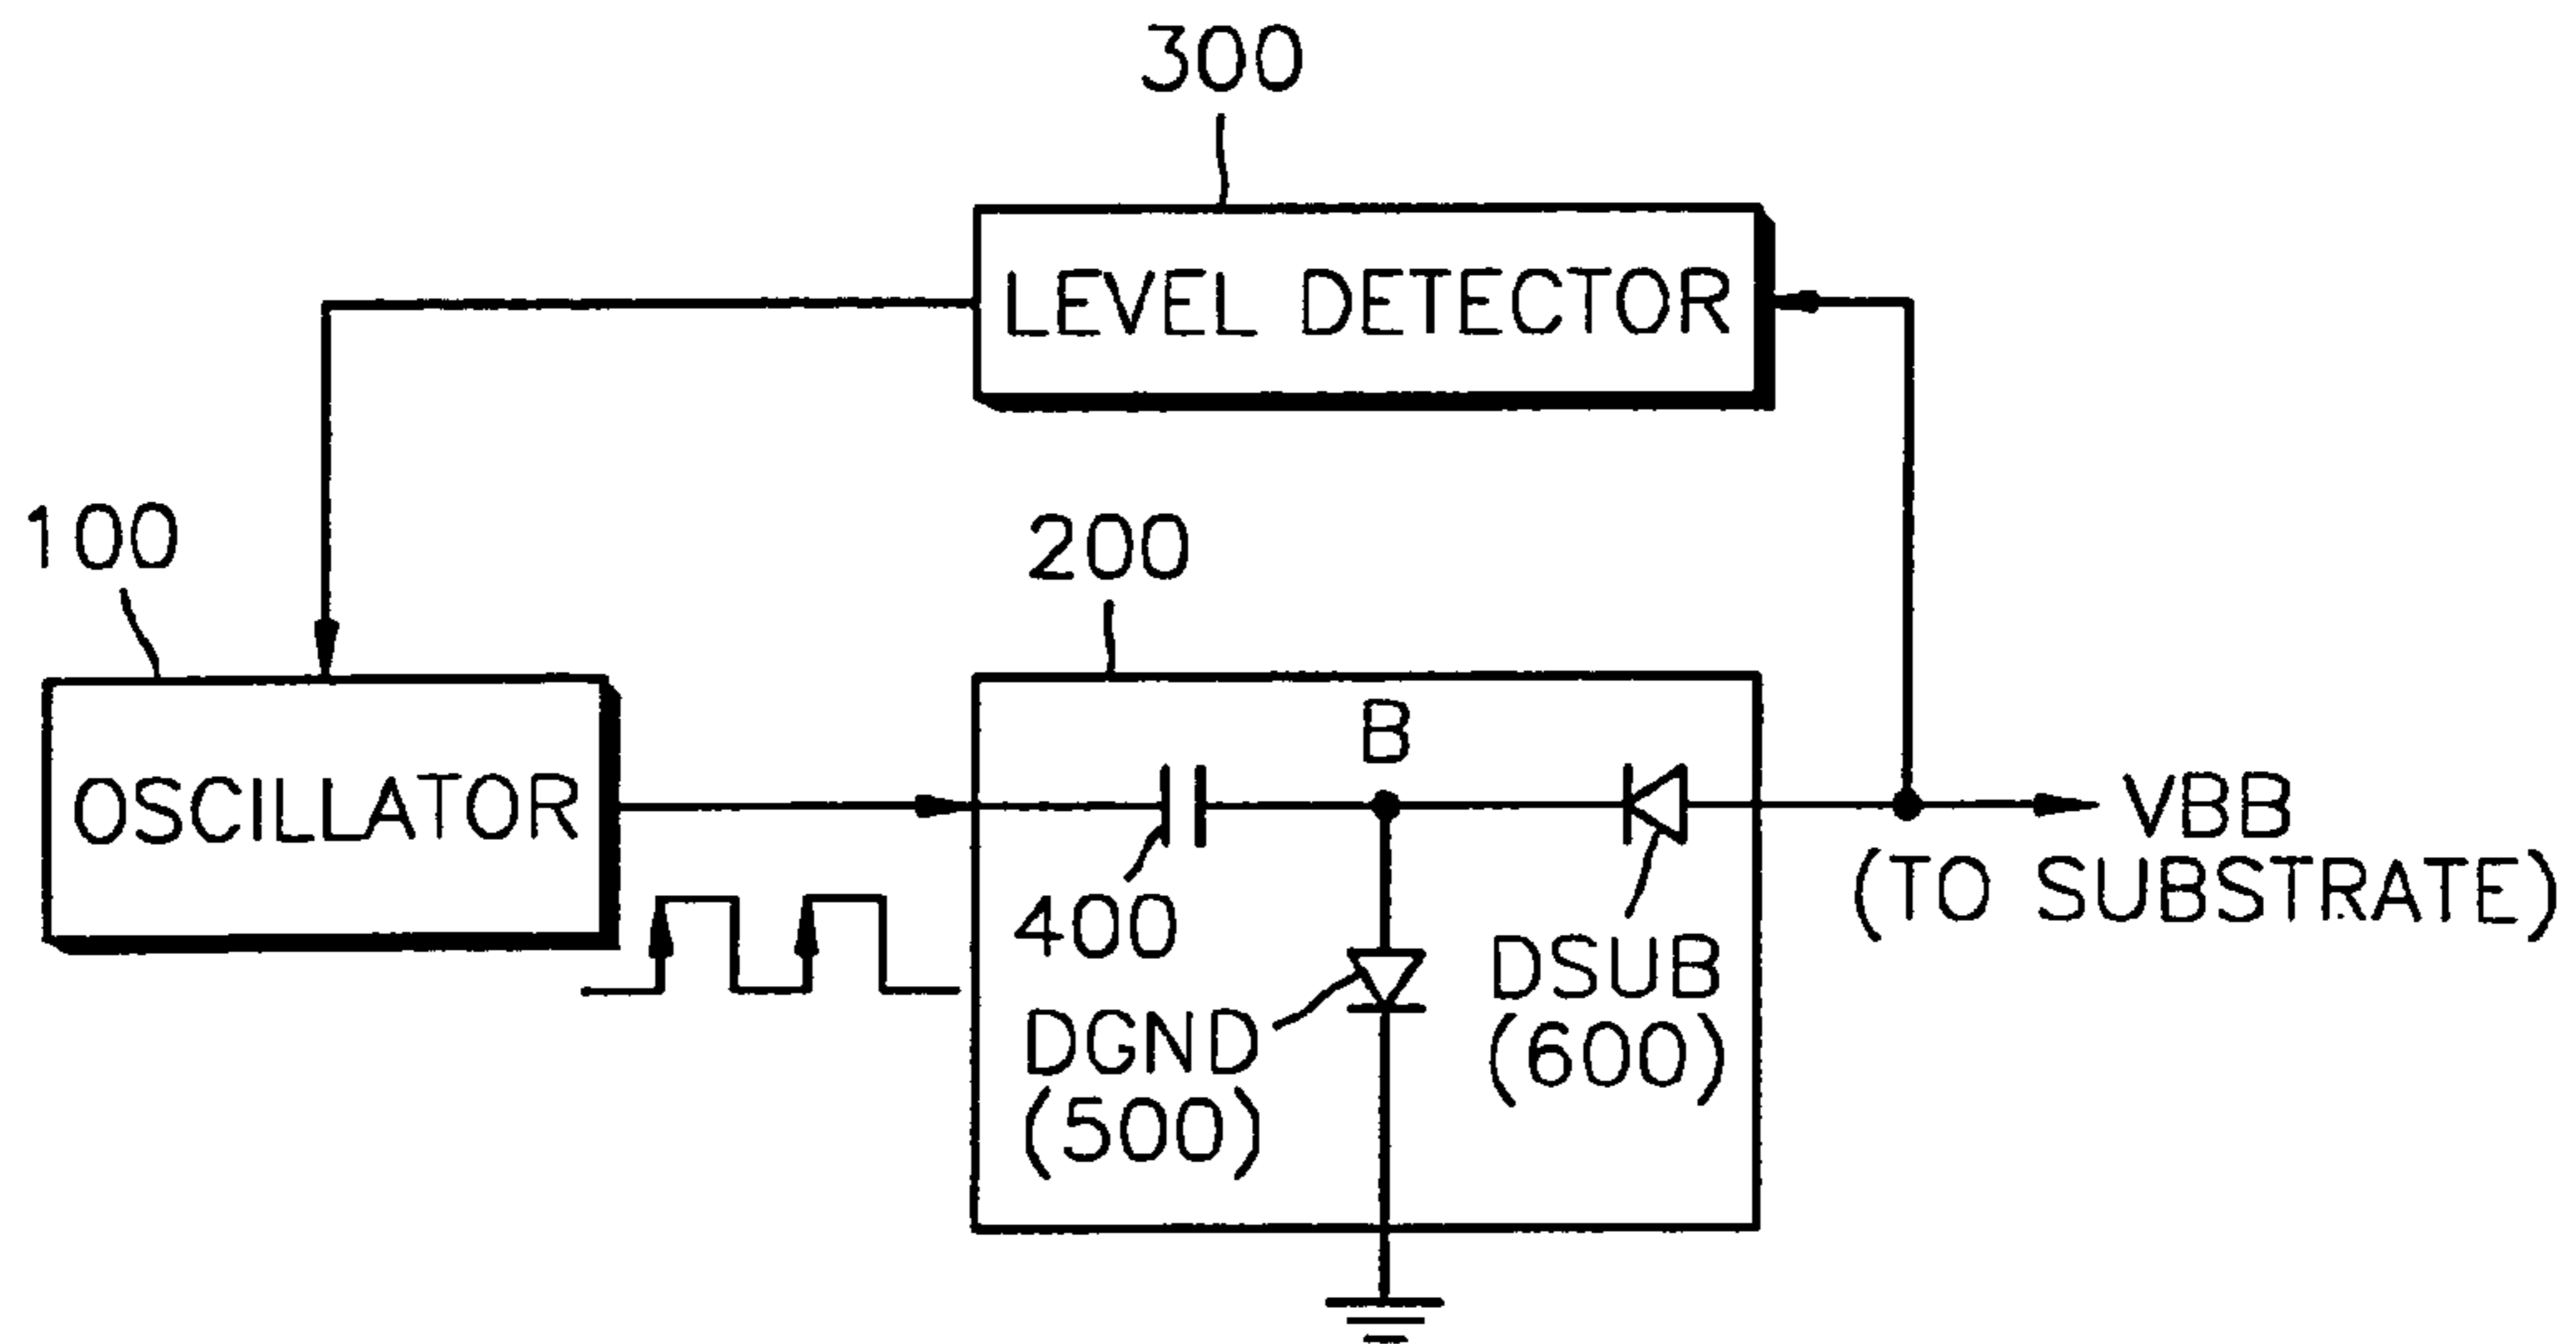 300
LEVEL DETECTOR
100
200
OSCILLATOR
B
VBB
(TO SUBSTRATE)
400
DGND
(500)
DSUB
(600)